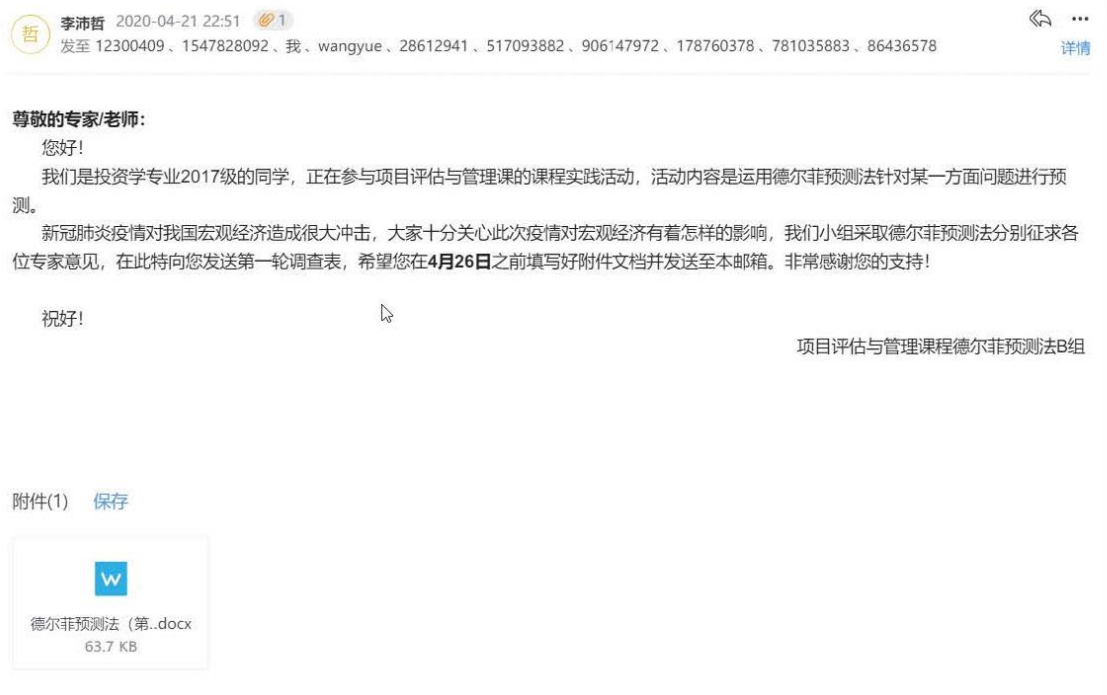 哲
李沛哲 2020-04-21 22:51 1
发至 12300409、1547828092、我、wangyue、28612941、517093882、906147972、178760378、781035883、86436578
详情
尊敬的专家/老师：
您好！
我们是投资学专业2017级的同学，正在参与项目评估与管理课的课程实践活动，活动内容是运用德尔菲预测法针对某一方面问题进行预
测。
新冠肺炎疫情对我国宏观经济造成很大冲击，大家十分关心此次疫情对宏观经济有着怎样的影响，我们小组采取德尔菲预测法分别征求各
位专家意见，在此特向您发送第一轮调查表，希望您在4月26日之前填写好附件文档并发送至本邮箱。非常感谢您的支持！
祝好！
项目评估与管理课程德尔菲预测法B组
附件(1) 保存
W
德尔菲预测法（第..docx
63.7 KB